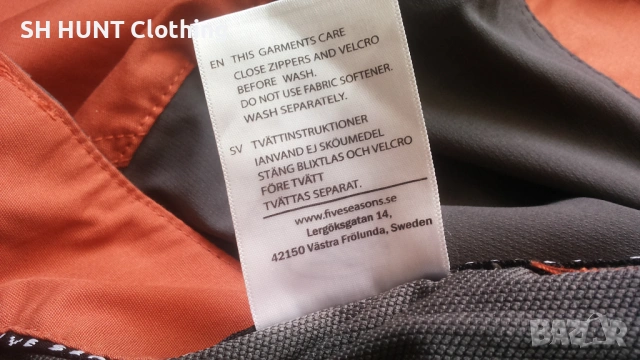 SH HUNT Clothing
EN THIS GARMENTS CARE
CLOSE ZIPPERS AND VELCRO
BEFORE WASH.
DO NOT USE FABRIC SOFTENER.
WASH SEPARATELY.
SV TVÄTTINSTRUKTIONER
IANVAND EJ SKÖUMEDEL
STÄNG BLIXTLAS OCH VELCRO
FÖRE TVÄTT
TVÄTTAS SEPARAT.
www.fiveseasons.se
Lergöksgatan 14,
42150 Västra Frölunda, Sweden
BAZAR